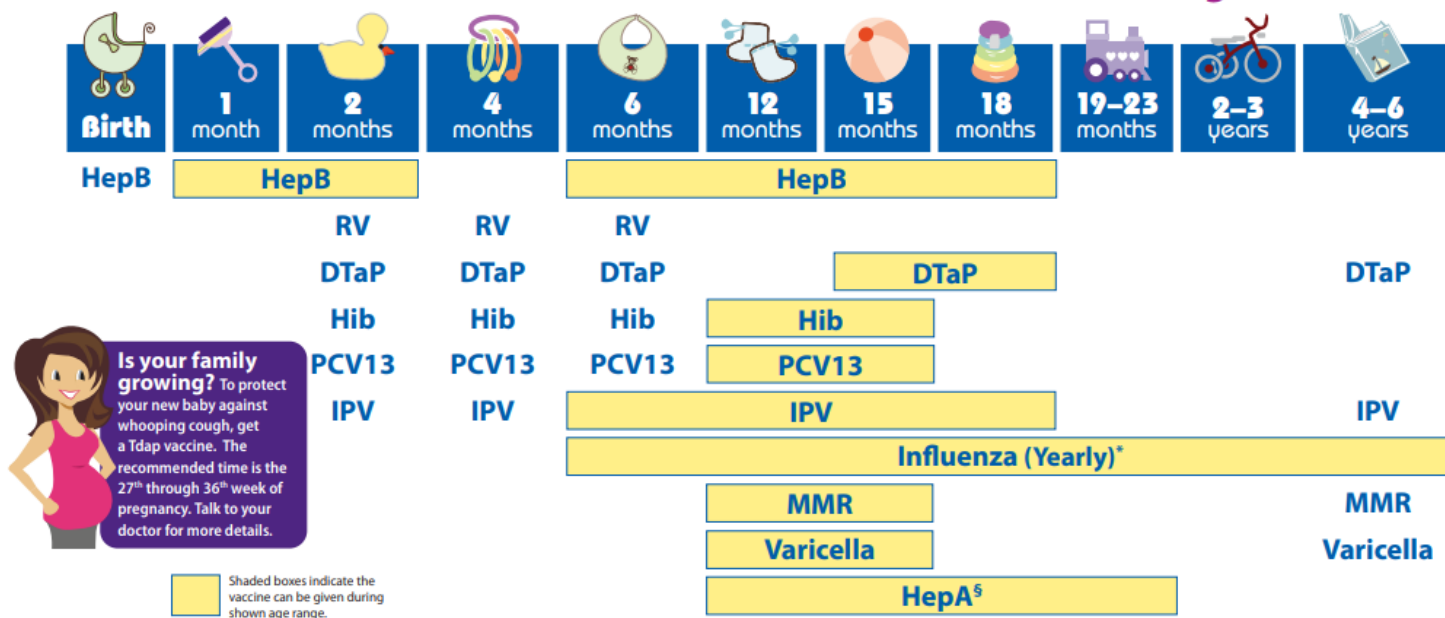 Birth
1 month
2 months
4 months
6 months
12 months
15 months
18 months
19–23 months
2–3 years
4–6 years
HepB HepB HepB
RV RV RV
DTaP DTaP DTaP DTaP DTaP
Hib Hib Hib Hib
PCV13 PCV13 PCV13 PCV13
IPV IPV IPV IPV
Influenza (Yearly)*
MMR MMR
Varicella Varicella
HepA§
Is your family
growing? To protect
your new baby against
whooping cough, get
a Tdap vaccine. The
recommended time is the
27th through 36th week of
pregnancy. Talk to your
doctor for more details.
Shaded boxes indicate the
vaccine can be given during
shown age range.